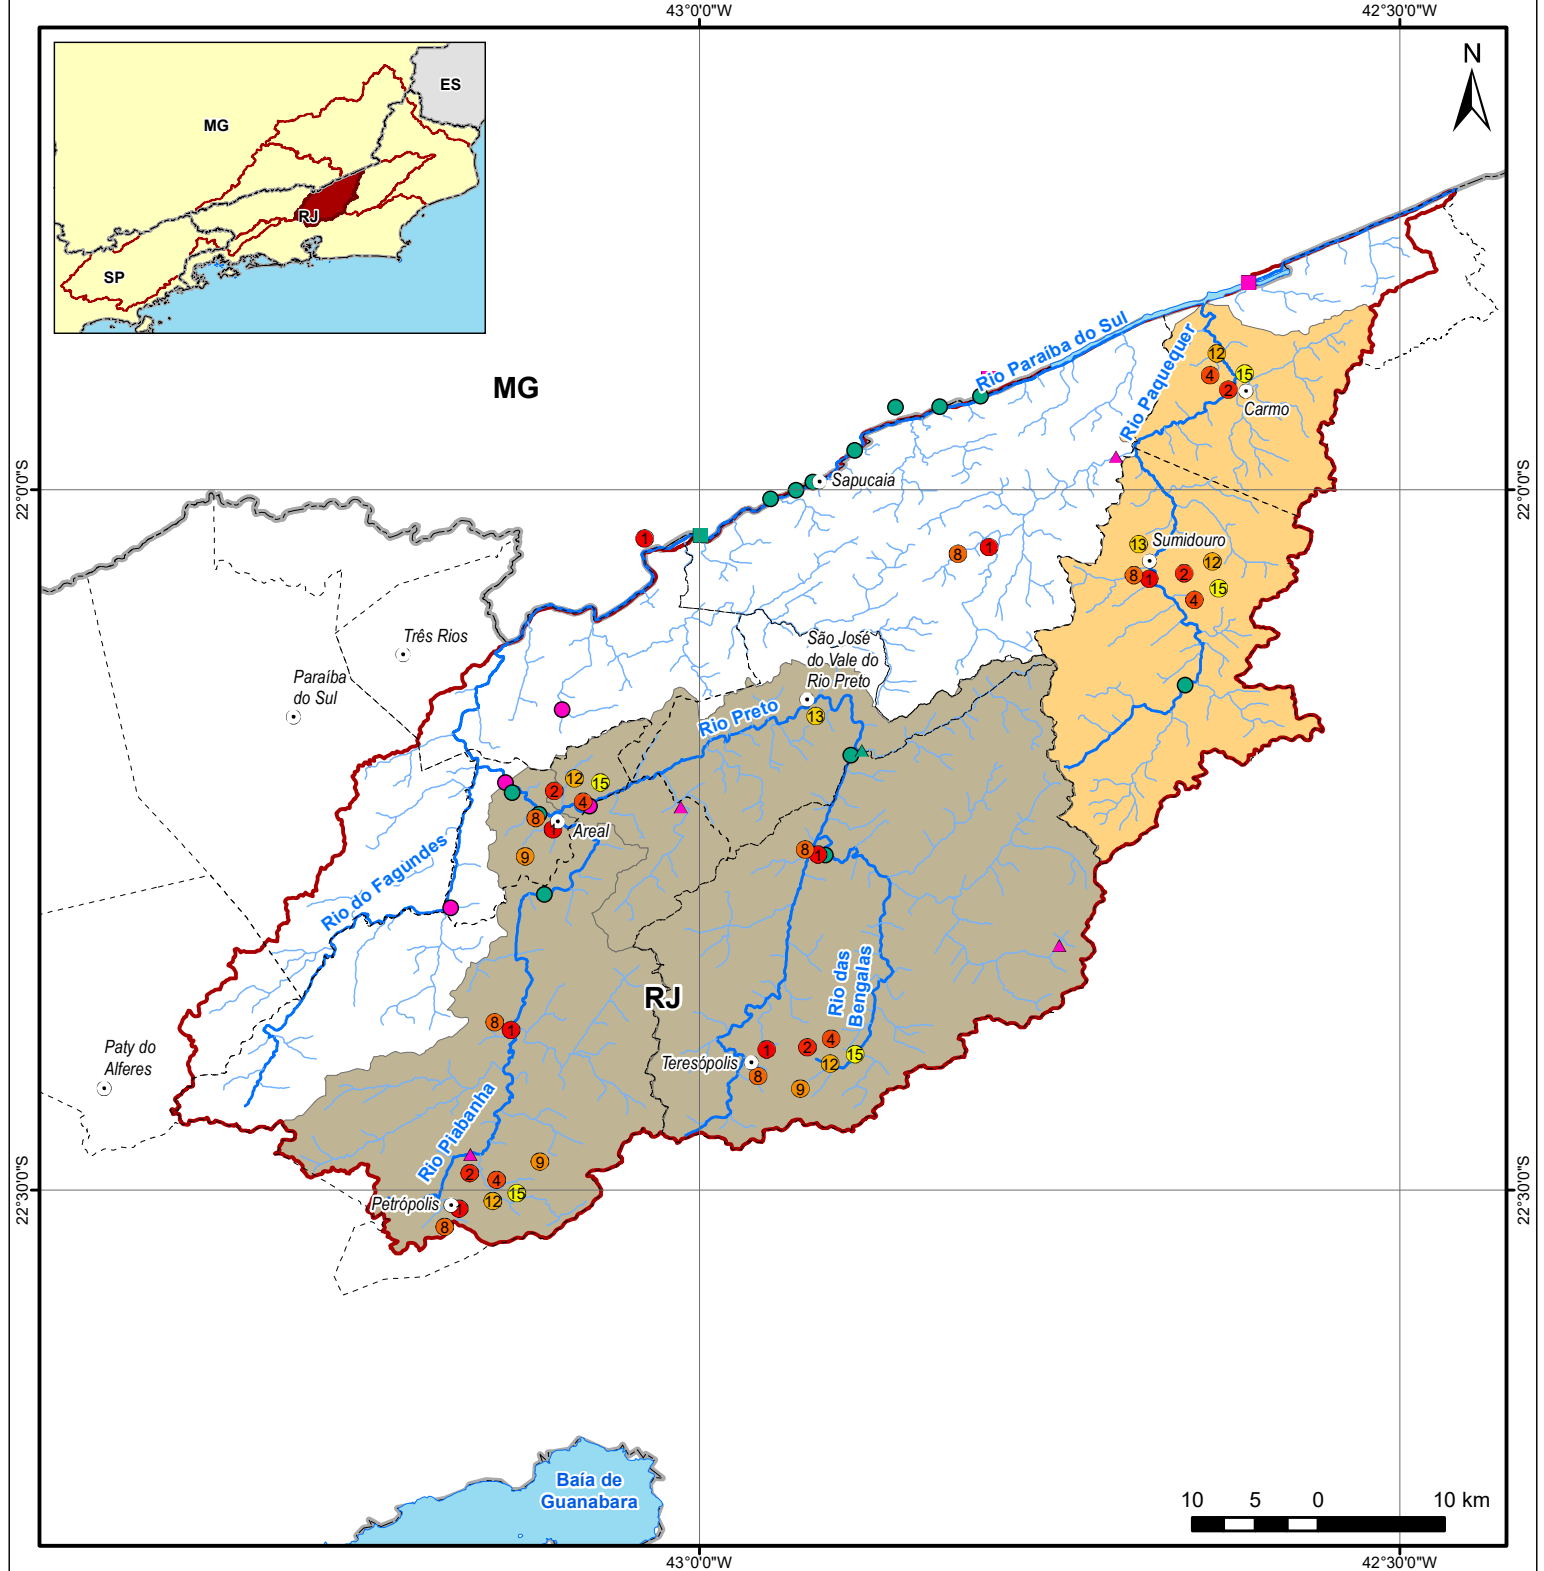 43°0'0"W
42°30'0"W
ES
MG
RJ
SP
N
MG
Rio Paraíba do Sul
Rio Paquequer
12
4
15
2
Carmo
Sapucaia
22°0'0"S
22°0'0"S
1
8
1
Sumidouro
13
12
8
1
2
15
4
Três Rios
Paraíba
do Sul
São José
do Vale do
Rio Preto
13
Rio Preto
12
15
2
4
8
1
Areal
9
8
1
Rio do Fagundes
Rio das
Bengalas
RJ
8
1
Paty do
Alferes
Teresópolis
1
2
4
12
15
8
9
Rio Piabanha
9
2
4
15
12
Petrópolis
1
8
22°30'0"S
22°30'0"S
Baía de
Guanabara
10 5 0 10 km
43°0'0"W
42°30'0"W